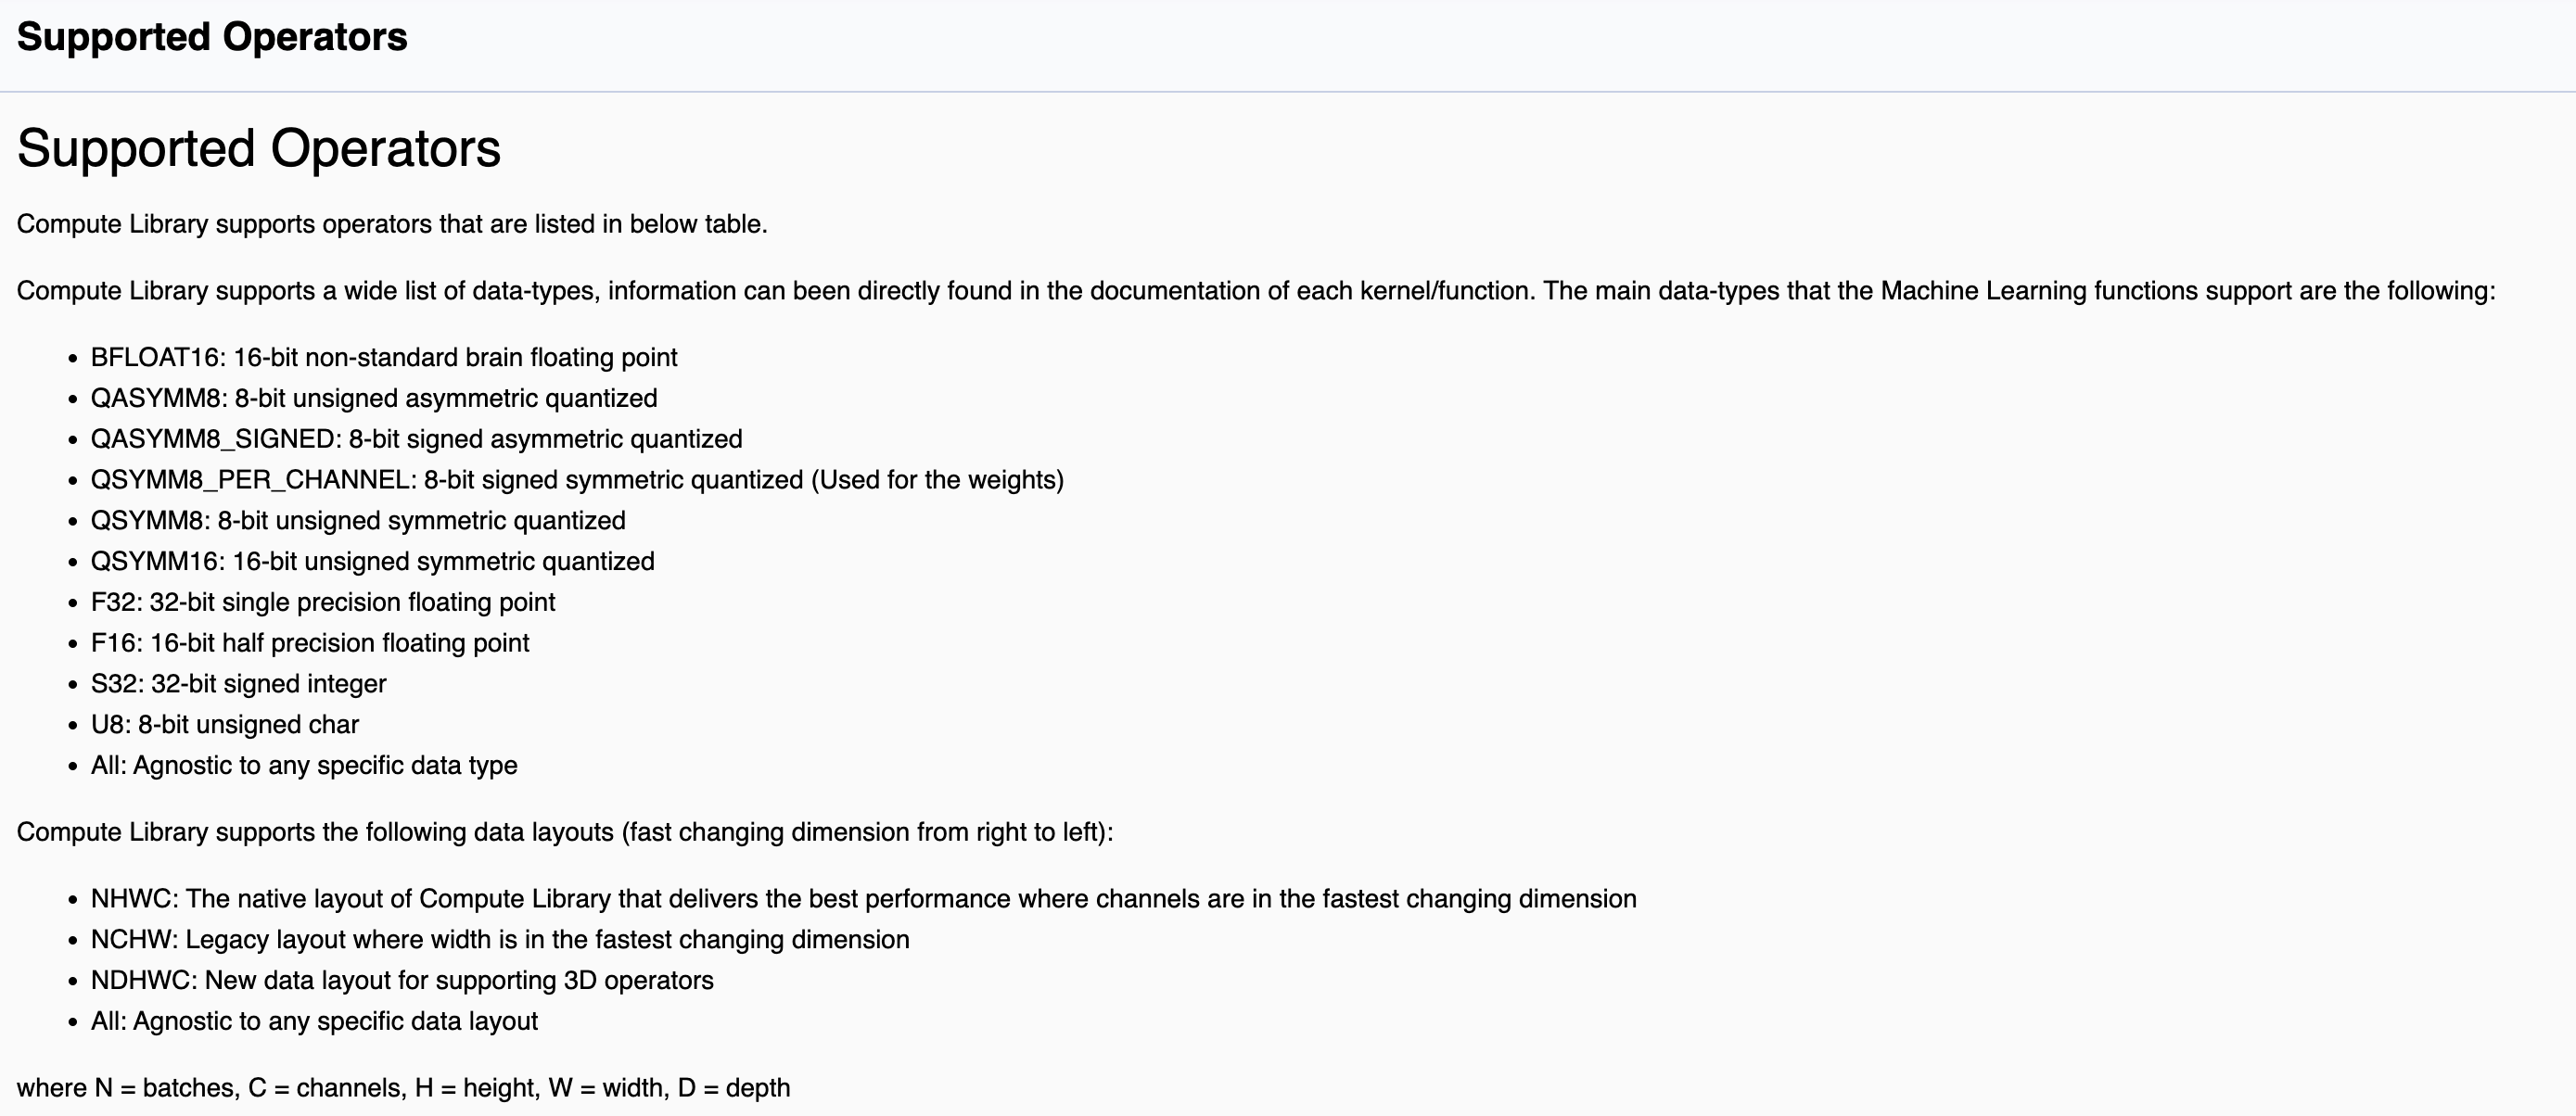 Supported Operators
Supported Operators
Compute Library supports operators that are listed in below table.
Compute Library supports a wide list of data-types, information can been directly found in the documentation of each kernel/function. The main data-types that the Machine Learning functions support are the following:
• BFLOAT16: 16-bit non-standard brain floating point
• QASYMM8: 8-bit unsigned asymmetric quantized
• QASYMM8_SIGNED: 8-bit signed asymmetric quantized
• QSYMM8_PER_CHANNEL: 8-bit signed symmetric quantized (Used for the weights)
• QSYMM8: 8-bit unsigned symmetric quantized
• QSYMM16: 16-bit unsigned symmetric quantized
• F32: 32-bit single precision floating point
• F16: 16-bit half precision floating point
• S32: 32-bit signed integer
• U8: 8-bit unsigned char
• All: Agnostic to any specific data type
Compute Library supports the following data layouts (fast changing dimension from right to left):
• NHWC: The native layout of Compute Library that delivers the best performance where channels are in the fastest changing dimension
• NCHW: Legacy layout where width is in the fastest changing dimension
• NDHWC: New data layout for supporting 3D operators
• All: Agnostic to any specific data layout
where N = batches, C = channels, H = height, W = width, D = depth